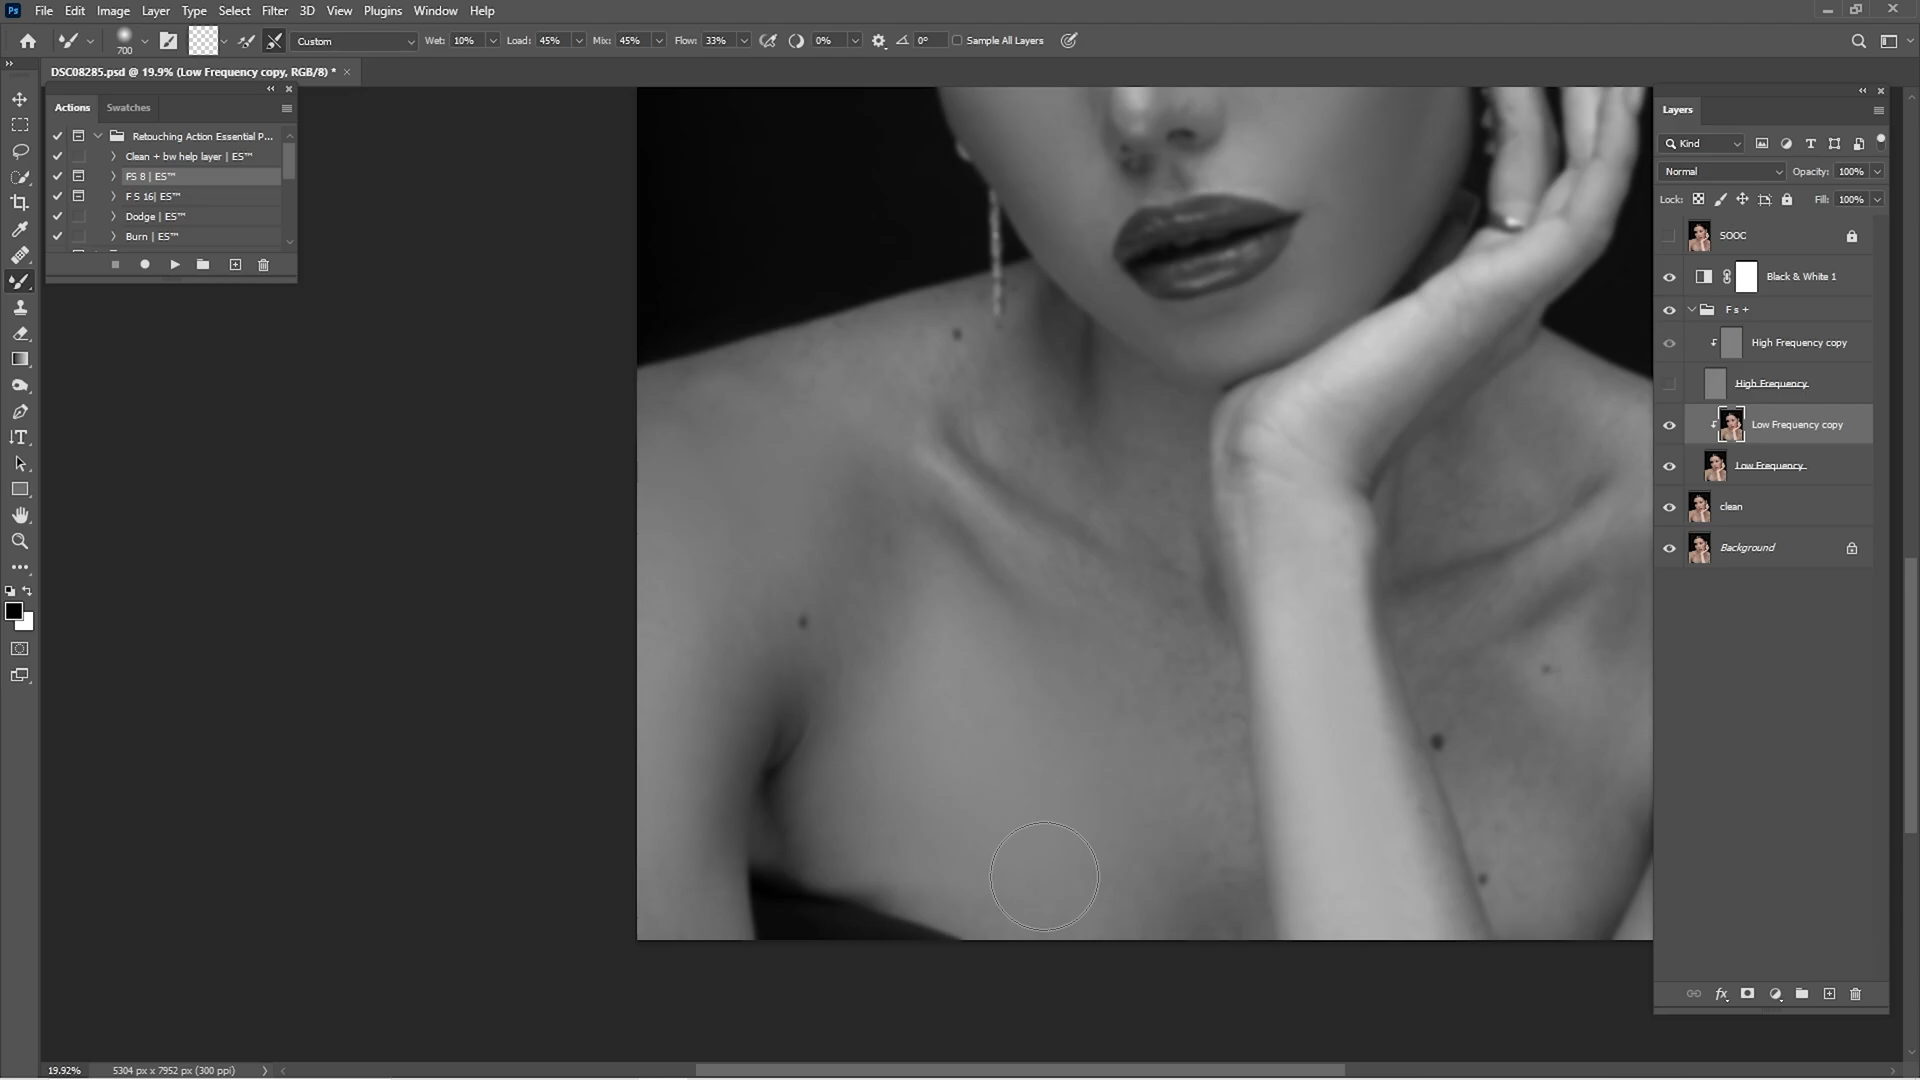 Ps File Edit Image Layer Type Select Filter 3D View Plugins Window Help
700 Custom Wet: 10% Load: 45% Mix: 45% Flow: 33% 0% 0° Sample All Layers
DSC08285.psd @ 19.9% (Low Frequency copy, RGB/8) *
Actions Swatches
Retouching Action Essential P...
Clean + bw help layer | ES™
FS 8 | ES™
F S 16| ES™
Dodge | ES™
Burn | ES™
Layers
Kind
Normal Opacity: 100%
Lock: Fill: 100%
SOOC
Black & White 1
F s +
High Frequency copy
High Frequency
Low Frequency copy
Low Frequency
clean
Background
fx
19.92% 5304 px x 7952 px (300 ppi)